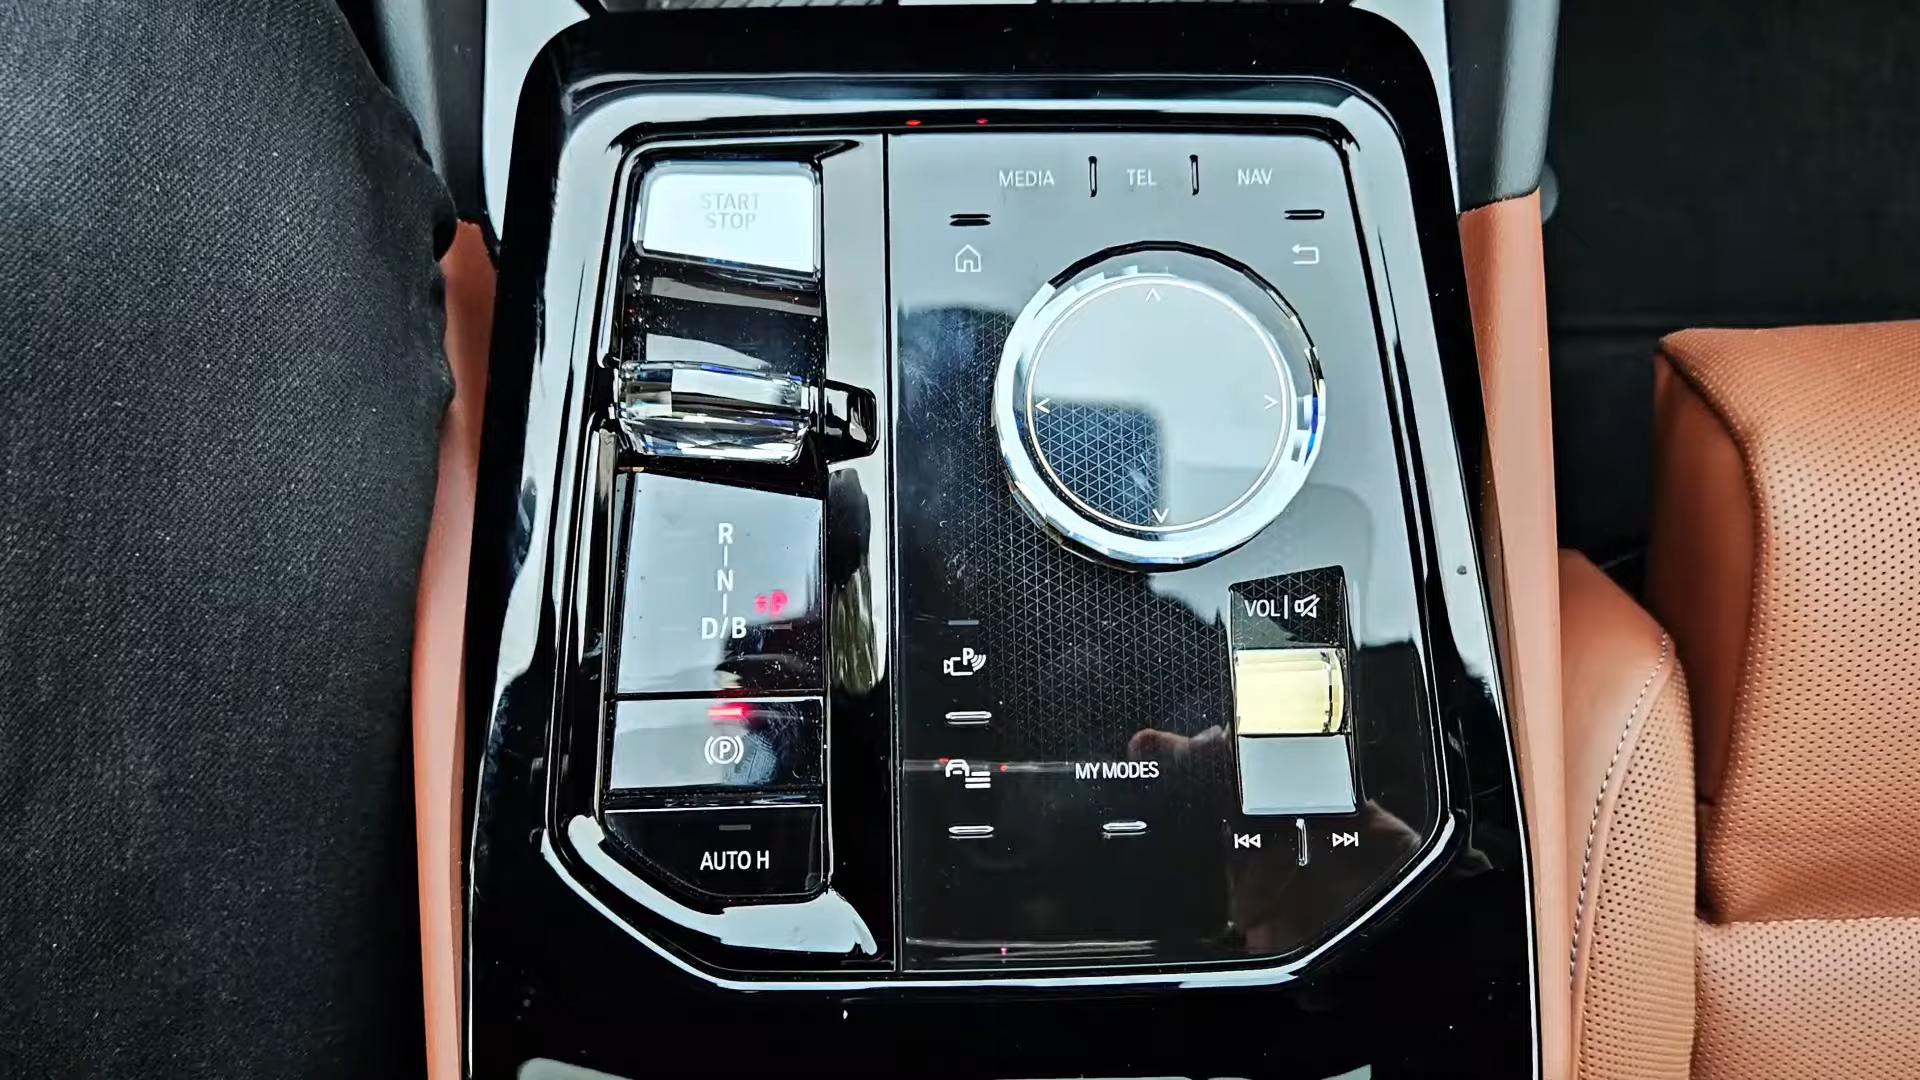 START
STOP
MEDIA
TEL
NAV
R
N
D/B
P
P
AUTO H
P
MY MODES
VOL